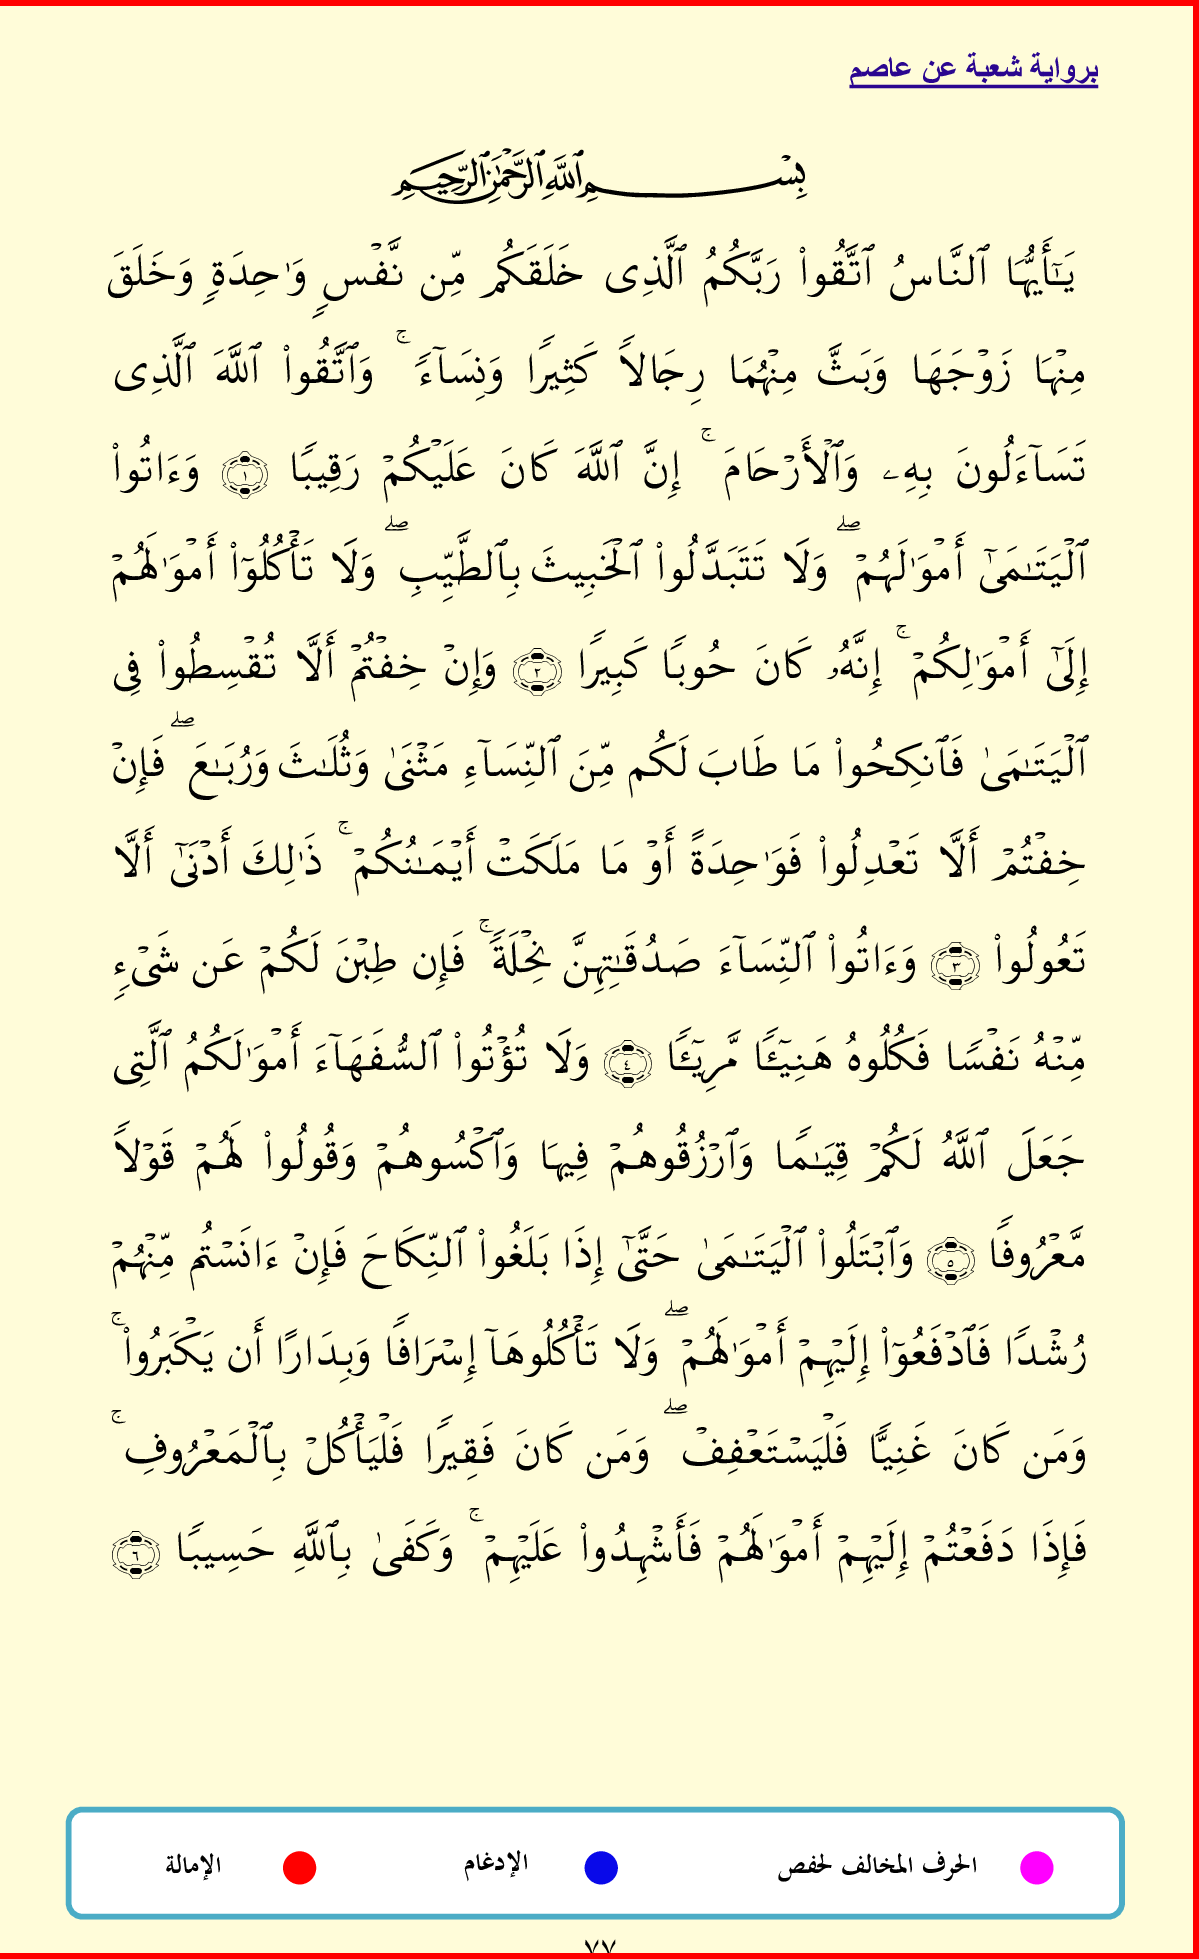 برواية شعبة عن عاصم
بِسْمِ ٱللَّهِ ٱلرَّحْمَٰنِ ٱلرَّحِيمِ
يَـٰٓأَيُّهَا ٱلنَّاسُ ٱتَّقُوا۟ رَبَّكُمُ ٱلَّذِى خَلَقَكُم مِّن نَّفْسٍ وَٰحِدَةٍ وَخَلَقَ
مِنْهَا زَوْجَهَا وَبَثَّ مِنْهُمَا رِجَالًا كَثِيرًا وَنِسَآءً ۚ وَٱتَّقُوا۟ ٱللَّهَ ٱلَّذِى
تَسَآءَلُونَ بِهِۦ وَٱلْأَرْحَامَ ۚ إِنَّ ٱللَّهَ كَانَ عَلَيْكُمْ رَقِيبًا ١ وَءَاتُوا۟
ٱلْيَتَـٰمَىٰٓ أَمْوَٰلَهُمْ ۖ وَلَا تَتَبَدَّلُوا۟ ٱلْخَبِيثَ بِٱلطَّيِّبِ ۖ وَلَا تَأْكُلُوٓا۟ أَمْوَٰلَهُمْ
إِلَىٰٓ أَمْوَٰلِكُمْ ۚ إِنَّهُۥ كَانَ حُوبًا كَبِيرًا ٢ وَإِنْ خِفْتُمْ أَلَّا تُقْسِطُوا۟ فِى
ٱلْيَتَـٰمَىٰ فَٱنكِحُوا۟ مَا طَابَ لَكُم مِّنَ ٱلنِّسَآءِ مَثْنَىٰ وَثُلَـٰثَ وَرُبَـٰعَ ۖ فَإِنْ
خِفْتُمْ أَلَّا تَعْدِلُوا۟ فَوَٰحِدَةً أَوْ مَا مَلَكَتْ أَيْمَـٰنُكُمْ ۚ ذَٰلِكَ أَدْنَىٰٓ أَلَّا
تَعُولُوا۟ ٣ وَءَاتُوا۟ ٱلنِّسَآءَ صَدُقَـٰتِهِنَّ نِحْلَةً ۚ فَإِن طِبْنَ لَكُمْ عَن شَىْءٍ
مِّنْهُ نَفْسًا فَكُلُوهُ هَنِيٓـًٔا مَّرِيٓـًٔا ٤ وَلَا تُؤْتُوا۟ ٱلسُّفَهَآءَ أَمْوَٰلَكُمُ ٱلَّتِى
جَعَلَ ٱللَّهُ لَكُمْ قِيَـٰمًا وَٱرْزُقُوهُمْ فِيهَا وَٱكْسُوهُمْ وَقُولُوا۟ لَهُمْ قَوْلًا
مَّعْرُوفًا ٥ وَٱبْتَلُوا۟ ٱلْيَتَـٰمَىٰ حَتَّىٰٓ إِذَا بَلَغُوا۟ ٱلنِّكَاحَ فَإِنْ ءَانَسْتُم مِّنْهُمْ
رُشْدًا فَٱدْفَعُوٓا۟ إِلَيْهِمْ أَمْوَٰلَهُمْ ۖ وَلَا تَأْكُلُوهَآ إِسْرَافًا وَبِدَارًا أَن يَكْبَرُوا۟ ۚ
وَمَن كَانَ غَنِيًّا فَلْيَسْتَعْفِفْ ۖ وَمَن كَانَ فَقِيرًا فَلْيَأْكُلْ بِٱلْمَعْرُوفِ ۚ
فَإِذَا دَفَعْتُمْ إِلَيْهِمْ أَمْوَٰلَهُمْ فَأَشْهِدُوا۟ عَلَيْهِمْ ۚ وَكَفَىٰ بِٱللَّهِ حَسِيبًا ٦
الحرف المخالف لحفص الإدغام الإمالة
٧٧